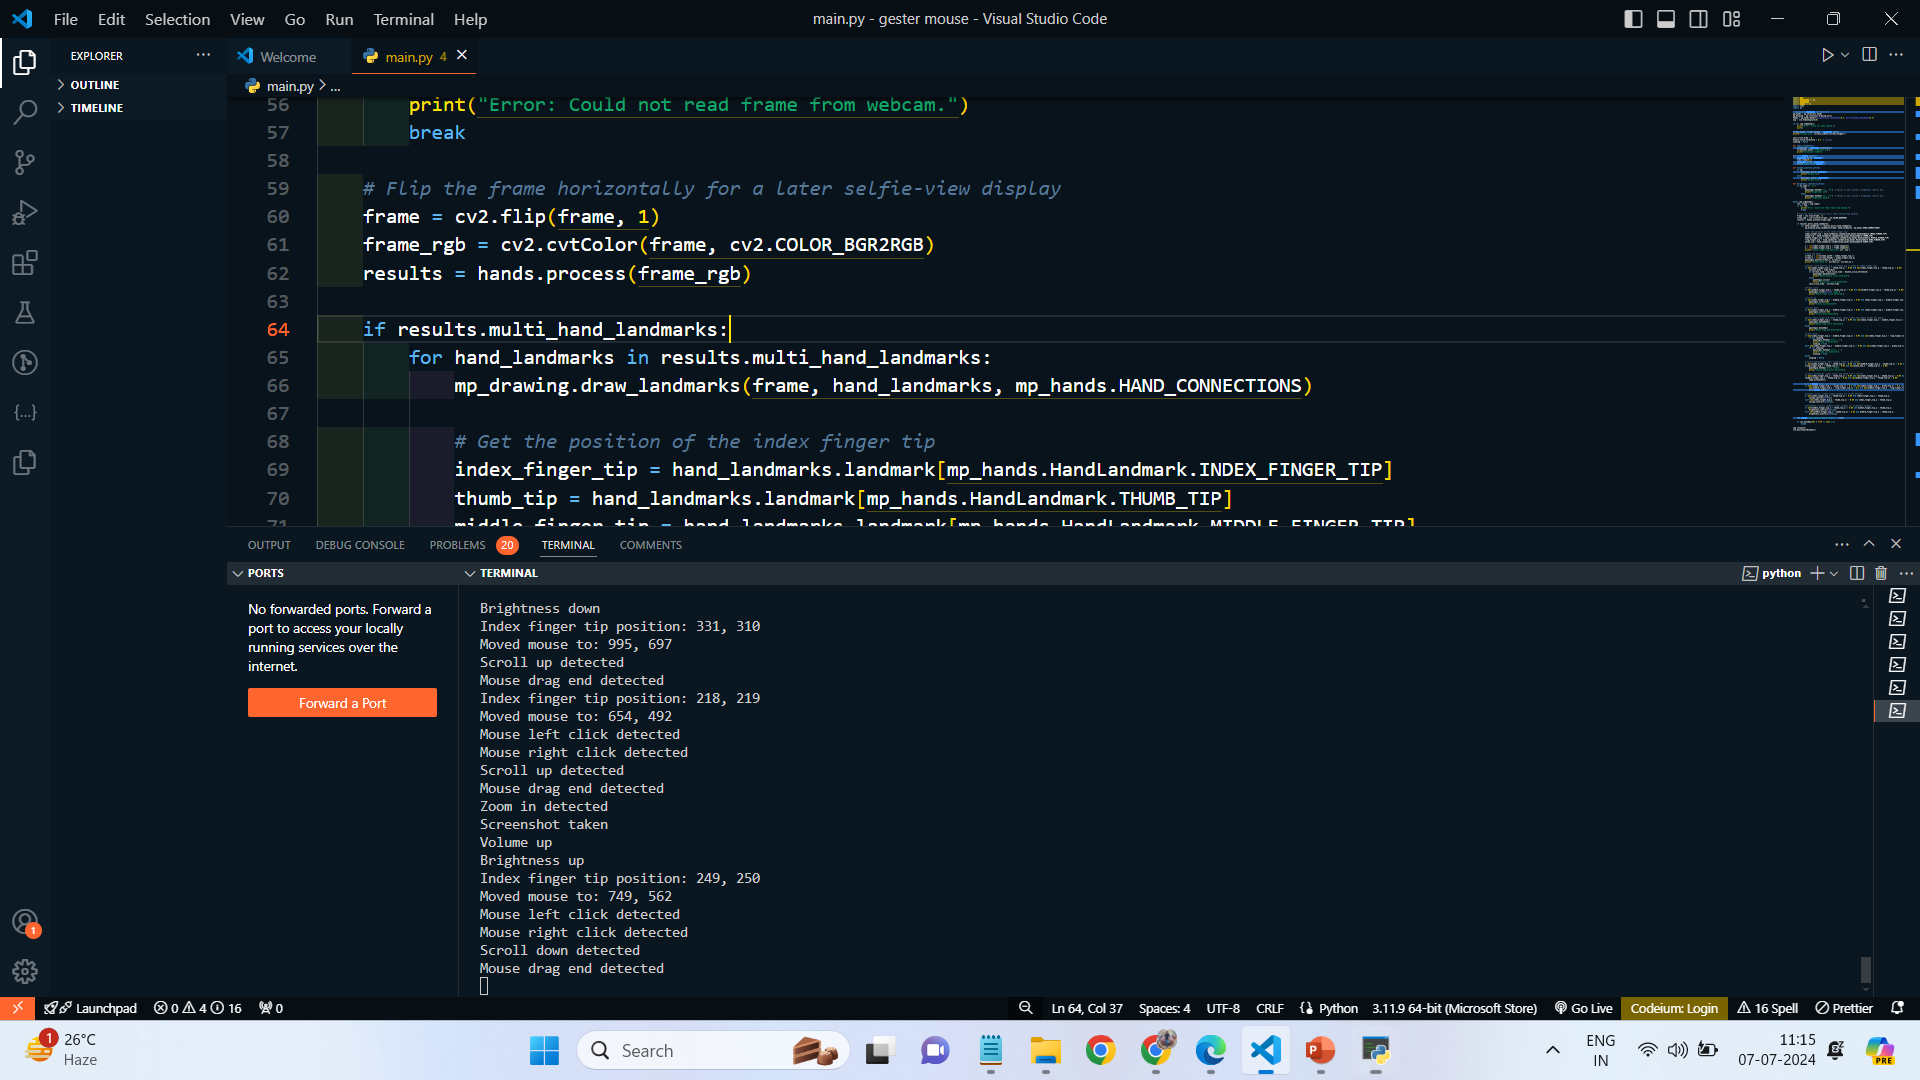 File Edit Selection View Go Run Terminal Help
main.py - gester mouse - Visual Studio Code
EXPLORER
OUTLINE
TIMELINE
Welcome
main.py 4
main.py > ...
56 print("Error: Could not read frame from webcam.")
57 break
58
59 # Flip the frame horizontally for a later selfie-view display
60 frame = cv2.flip(frame, 1)
61 frame_rgb = cv2.cvtColor(frame, cv2.COLOR_BGR2RGB)
62 results = hands.process(frame_rgb)
63
64 if results.multi_hand_landmarks:
65 for hand_landmarks in results.multi_hand_landmarks:
66 mp_drawing.draw_landmarks(frame, hand_landmarks, mp_hands.HAND_CONNECTIONS)
67
68 # Get the position of the index finger tip
69 index_finger_tip = hand_landmarks.landmark[mp_hands.HandLandmark.INDEX_FINGER_TIP]
70 thumb_tip = hand_landmarks.landmark[mp_hands.HandLandmark.THUMB_TIP]
71 middle_finger_tip = hand_landmarks.landmark[mp_hands.HandLandmark.MIDDLE_FINGER_TIP]
OUTPUT DEBUG CONSOLE PROBLEMS 20 TERMINAL COMMENTS
PORTS
No forwarded ports. Forward a
port to access your locally
running services over the
internet.
Forward a Port
TERMINAL
python
Brightness down
Index finger tip position: 331, 310
Moved mouse to: 995, 697
Scroll up detected
Mouse drag end detected
Index finger tip position: 218, 219
Moved mouse to: 654, 492
Mouse left click detected
Mouse right click detected
Scroll up detected
Mouse drag end detected
Zoom in detected
Screenshot taken
Volume up
Brightness up
Index finger tip position: 249, 250
Moved mouse to: 749, 562
Mouse left click detected
Mouse right click detected
Scroll down detected
Mouse drag end detected
1
Launchpad 0 4 16 0
Ln 64, Col 37 Spaces: 4 UTF-8 CRLF Python 3.11.9 64-bit (Microsoft Store) Go Live Codeium: Login 16 Spell Prettier
1
26°C
Haze
Search
ENG
IN
11:15
07-07-2024
PRE